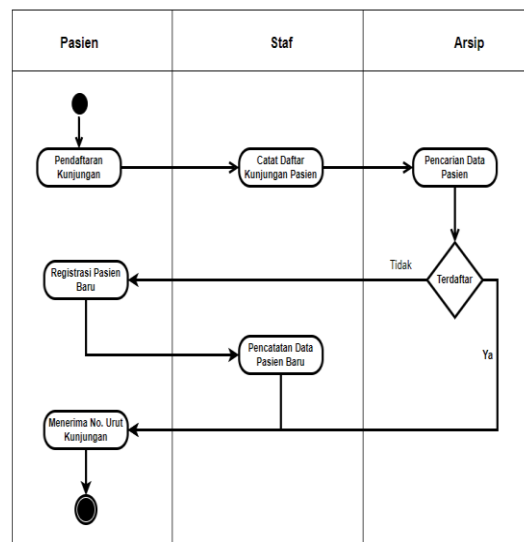 Pasien
Staf
Arsip
Pendaftaran
Kunjungan
Catat Daftar
Kunjungan Pasien
Pencarian Data
Pasien
Registrasi Pasien
Baru
Tidak
Terdaftar
Pencatatan Data
Pasien Baru
Ya
Menerima No. Urut
Kunjungan